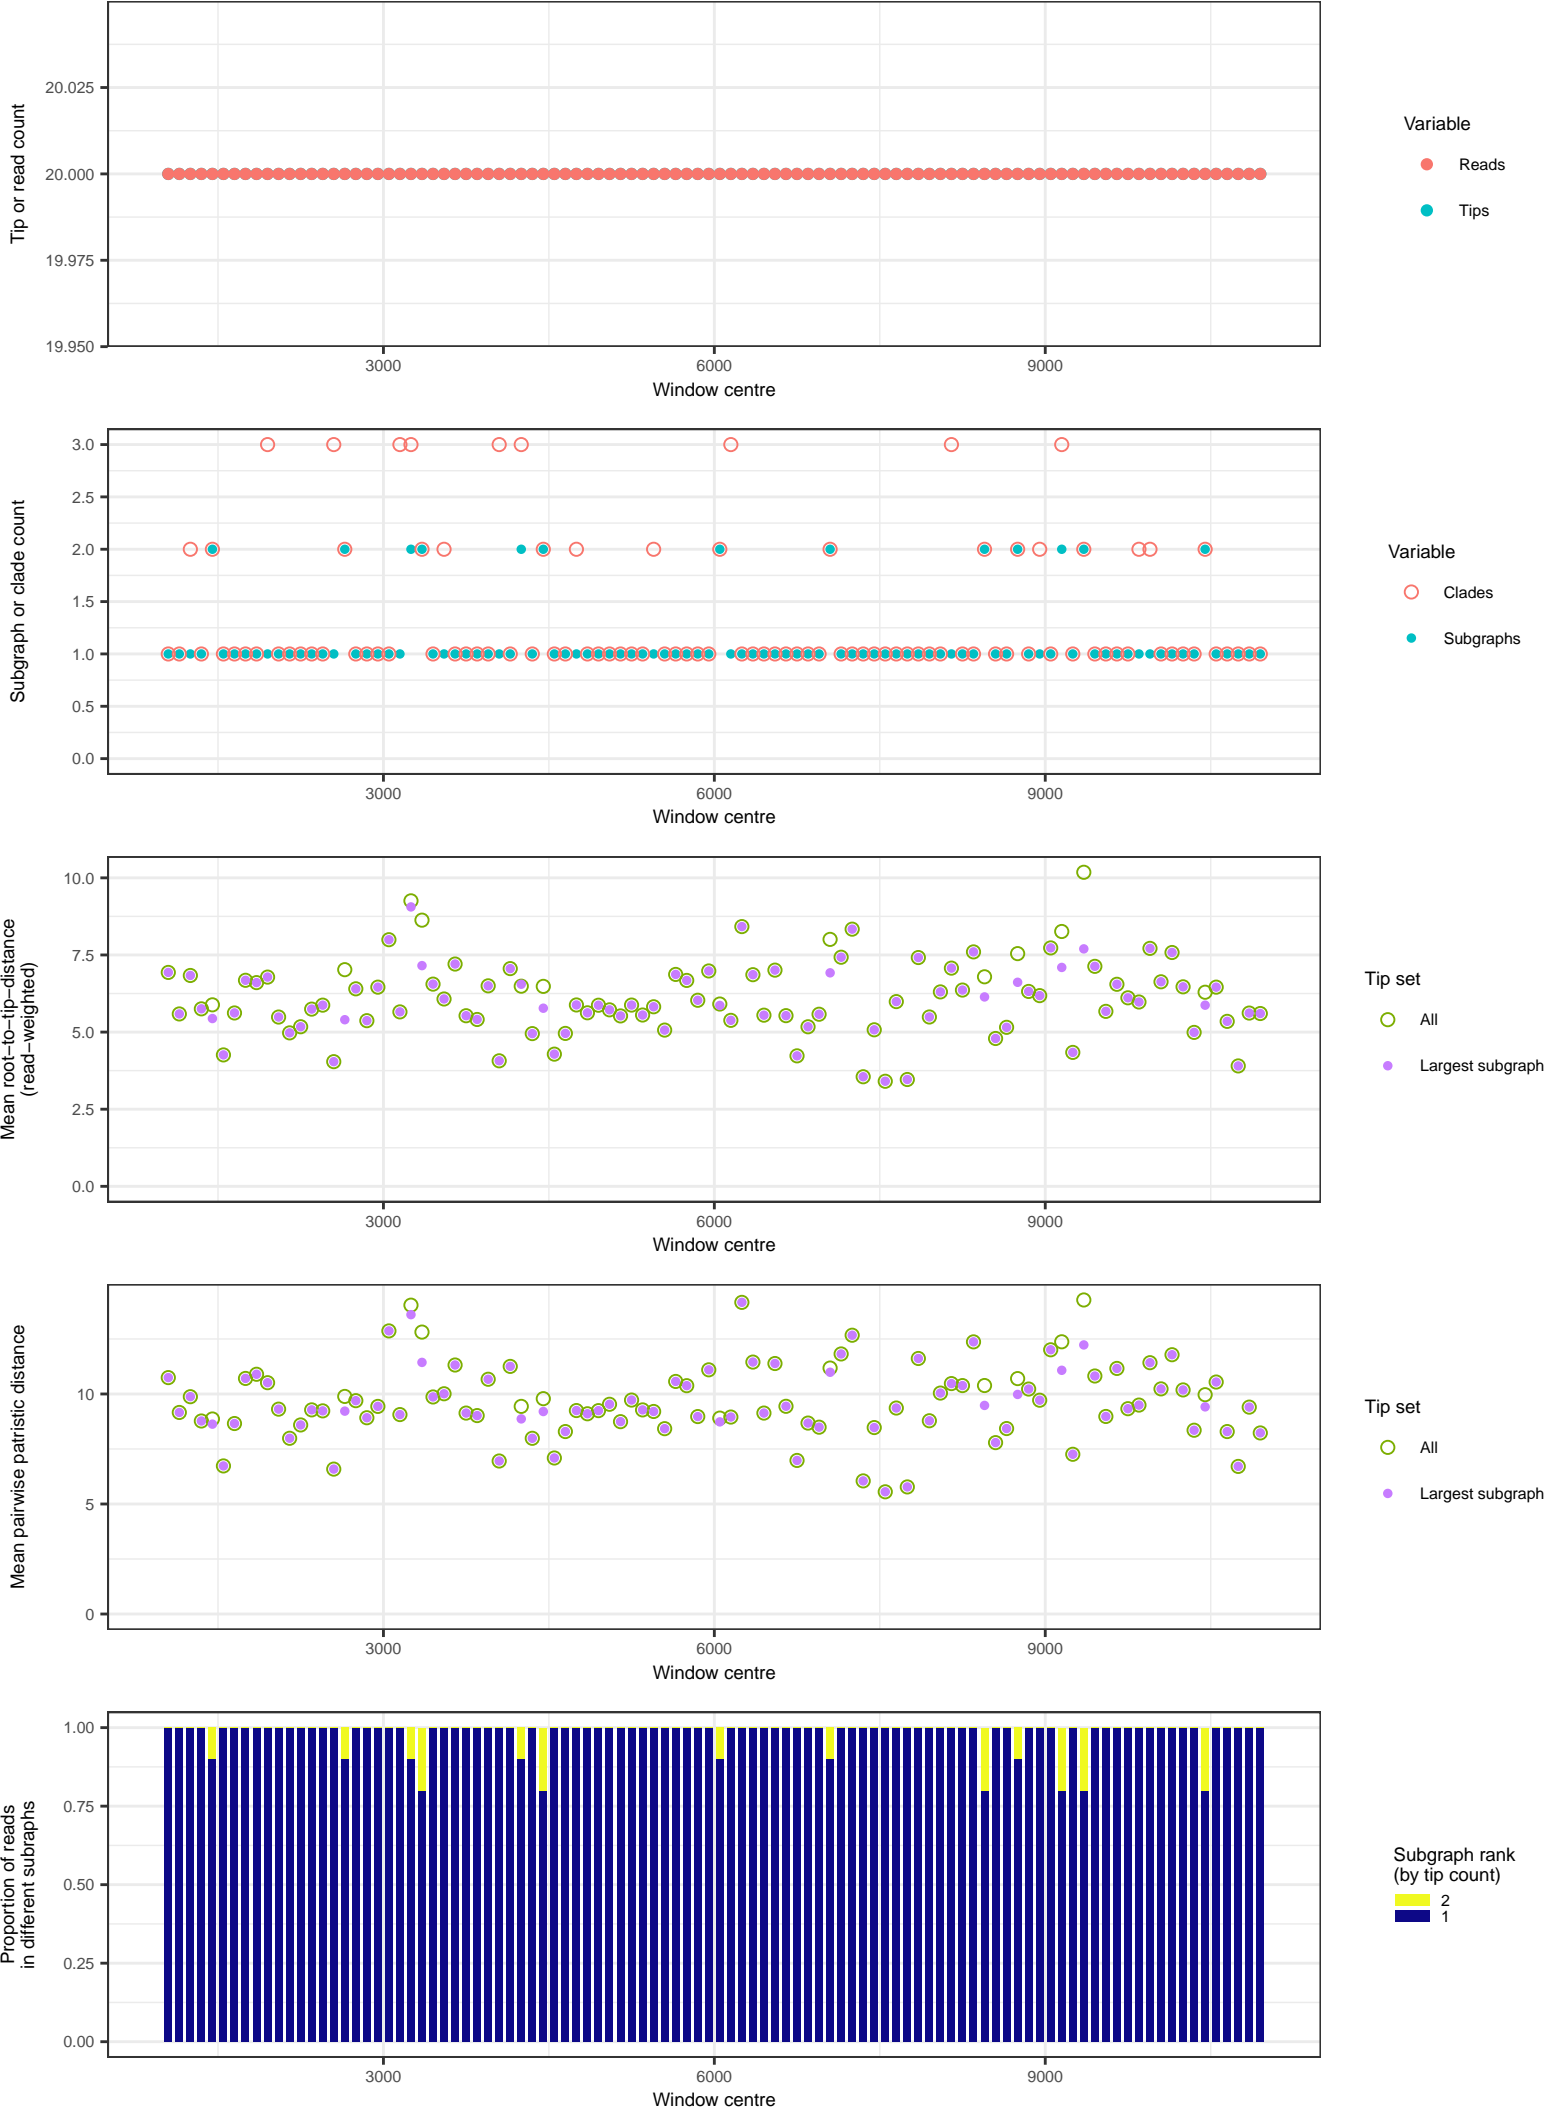 20.025
20.000
19.975
19.950
Tip or read count
3000 6000 9000
Window centre
Variable
Reads
Tips
3.0
2.5
2.0
1.5
1.0
0.5
0.0
Subgraph or clade count
3000 6000 9000
Window centre
Variable
Clades
Subgraphs
10.0
7.5
5.0
2.5
0.0
Mean root−to−tip−distance
(read−weighted)
3000 6000 9000
Window centre
Tip set
All
Largest subgraph
10
5
0
Mean pairwise patristic distance
3000 6000 9000
Window centre
Tip set
All
Largest subgraph
1.00
0.75
0.50
0.25
0.00
Proportion of reads
in different subraphs
3000 6000 9000
Window centre
Subgraph rank
(by tip count)
2
1